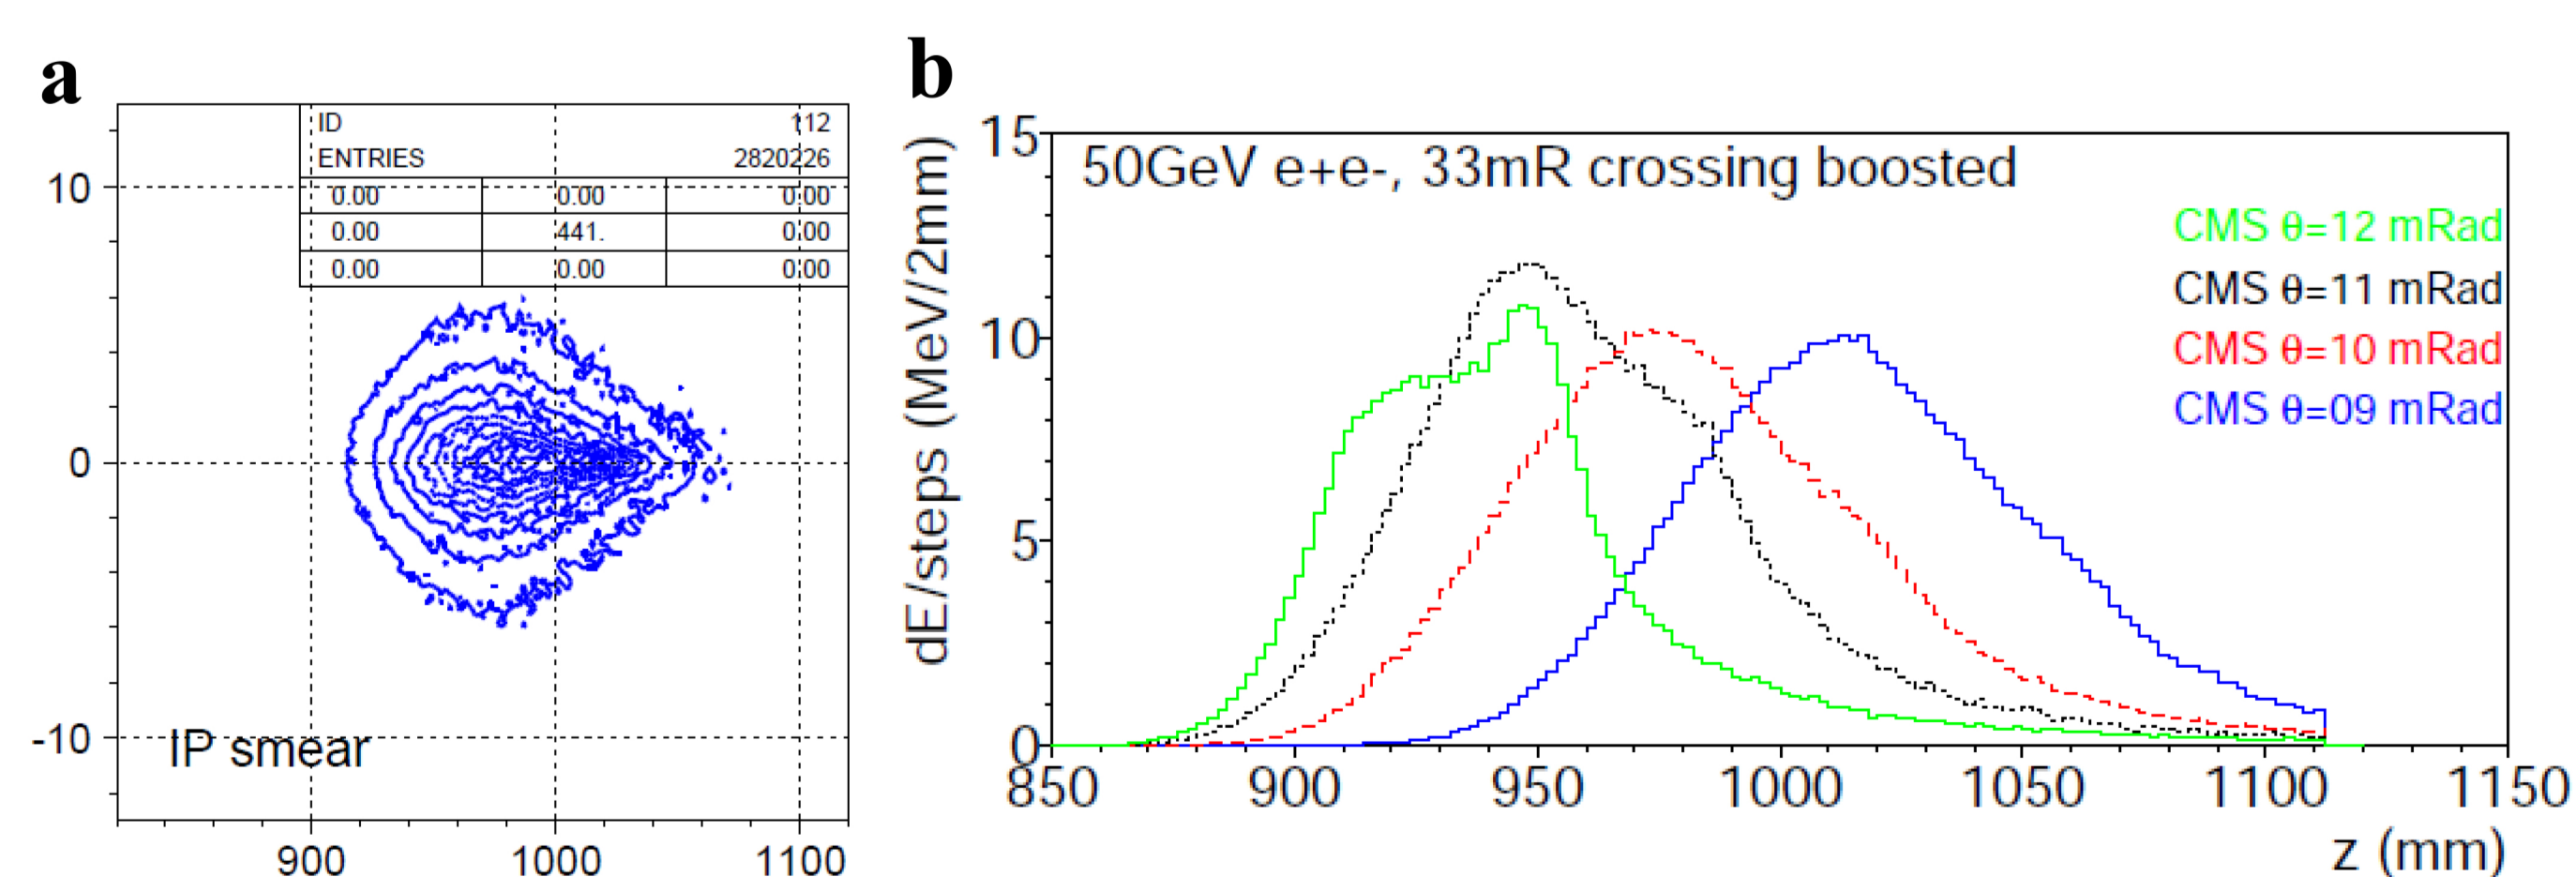 a
ID 112
ENTRIES 2820226
0.00 0.00 0.00
0.00 441. 0.00
0.00 0.00 0.00
10
0
-10
IP smear
900 1000 1100
b
50GeV e+e-, 33mR crossing boosted
CMS θ=12 mRad
CMS θ=11 mRad
CMS θ=10 mRad
CMS θ=09 mRad
dE/steps (MeV/2mm)
15
10
5
0
850 900 950 1000 1050 1100 1150
z (mm)